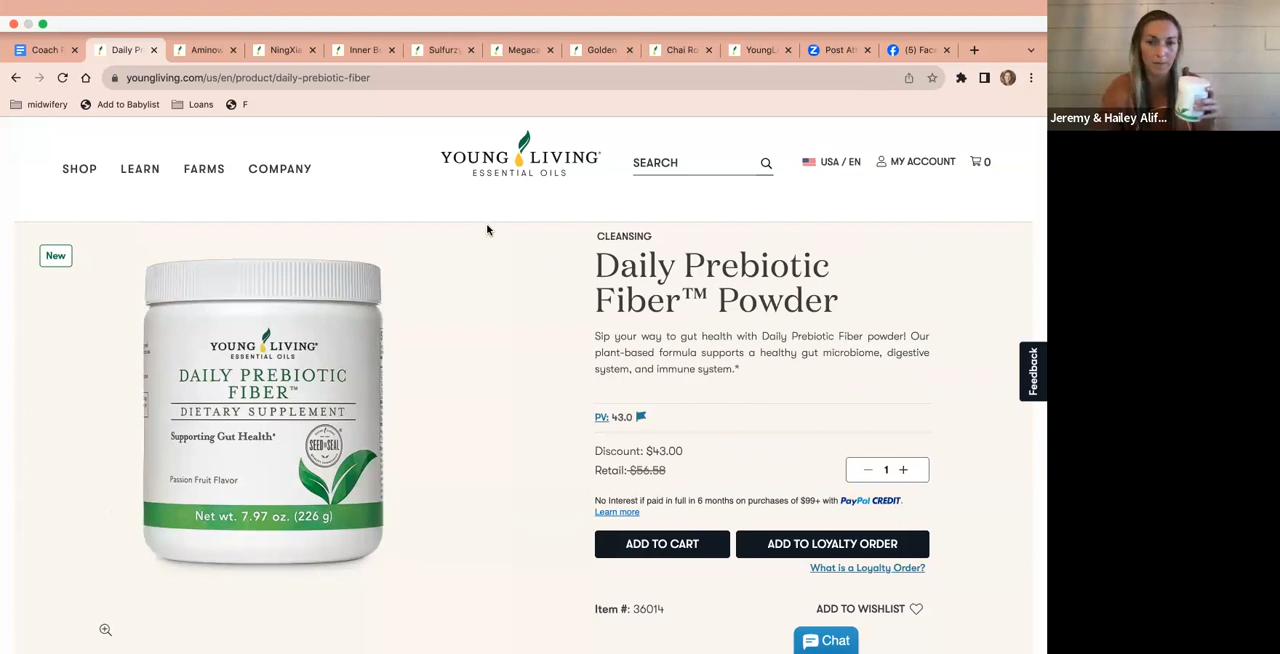 Coach
Daily Pr
Aminow
NingXia
Inner B
Sulfurzy
Megaca
Golden
Chai Ro
YoungL
Post Att
(5) Face
youngliving.com/us/en/product/daily-prebiotic-fiber
midwifery
Add to Babylist
Loans
F
Jeremy & Hailey Alif...
SHOP
LEARN
FARMS
COMPANY
YOUNG LIVING
ESSENTIAL OILS
SEARCH
USA / EN
MY ACCOUNT
0
New
CLEANSING
Daily Prebiotic
Fiber™ Powder
Sip your way to gut health with Daily Prebiotic Fiber powder! Our
plant-based formula supports a healthy gut microbiome, digestive
system, and immune system.*
PV: 43.0
Discount: $43.00
Retail: $56.58
1
No Interest if paid in full in 6 months on purchases of $99+ with PayPal CREDIT.
Learn more
ADD TO CART
ADD TO LOYALTY ORDER
What is a Loyalty Order?
Item #: 36014
ADD TO WISHLIST
Chat
Feedback
YOUNG LIVING
ESSENTIAL OILS
DAILY PREBIOTIC
FIBER™
DIETARY SUPPLEMENT
Supporting Gut Health*
SEED TO SEAL
Passion Fruit Flavor
Net wt. 7.97 oz. (226 g)